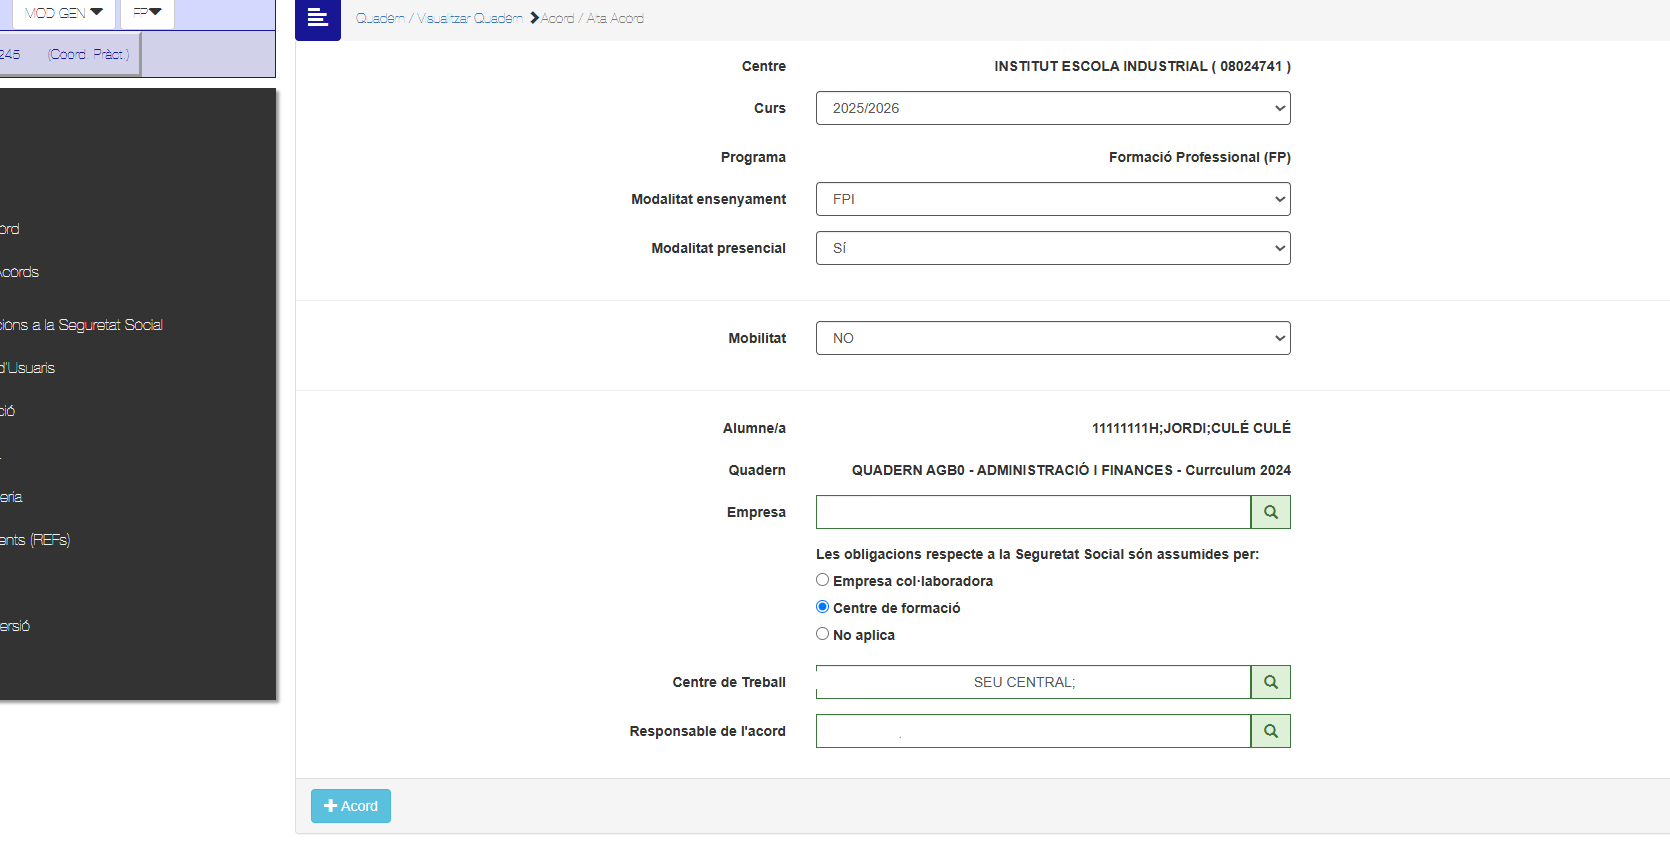 MOD GEN
FP
Quadern / Visualitzar Quadern Acord / Alta Acord
245 (Coord. Pràct.)
Centre INSTITUT ESCOLA INDUSTRIAL ( 08024741 )
Curs 2025/2026
Programa Formació Professional (FP)
Modalitat ensenyament FPI
Modalitat presencial Sí
ord
Acords
cions a la Seguretat Social
Mobilitat NO
d'Usuaris
ció
Alumne/a 11111111H;JORDI;CULÉ CULÉ
Quadern QUADERN AGB0 - ADMINISTRACIÓ I FINANCES - Currculum 2024
eria
Empresa
ents (REFs)
Les obligacions respecte a la Seguretat Social són assumides per:
Empresa col·laboradora
Centre de formació
ersió
No aplica
Centre de Treball SEU CENTRAL;
Responsable de l'acord
Acord